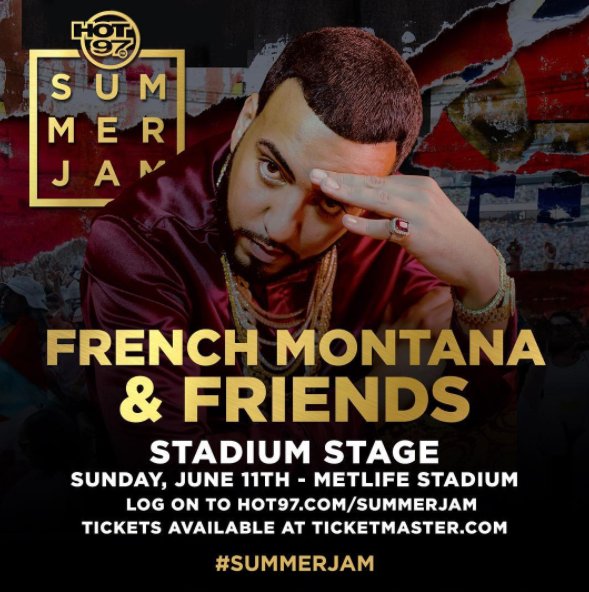 HOT
97
SUM
MER
JAM
FRENCH MONTANA
& FRIENDS
STADIUM STAGE
SUNDAY, JUNE 11TH - METLIFE STADIUM
LOG ON TO HOT97.COM/SUMMERJAM
TICKETS AVAILABLE AT TICKETMASTER.COM
#SUMMERJAM